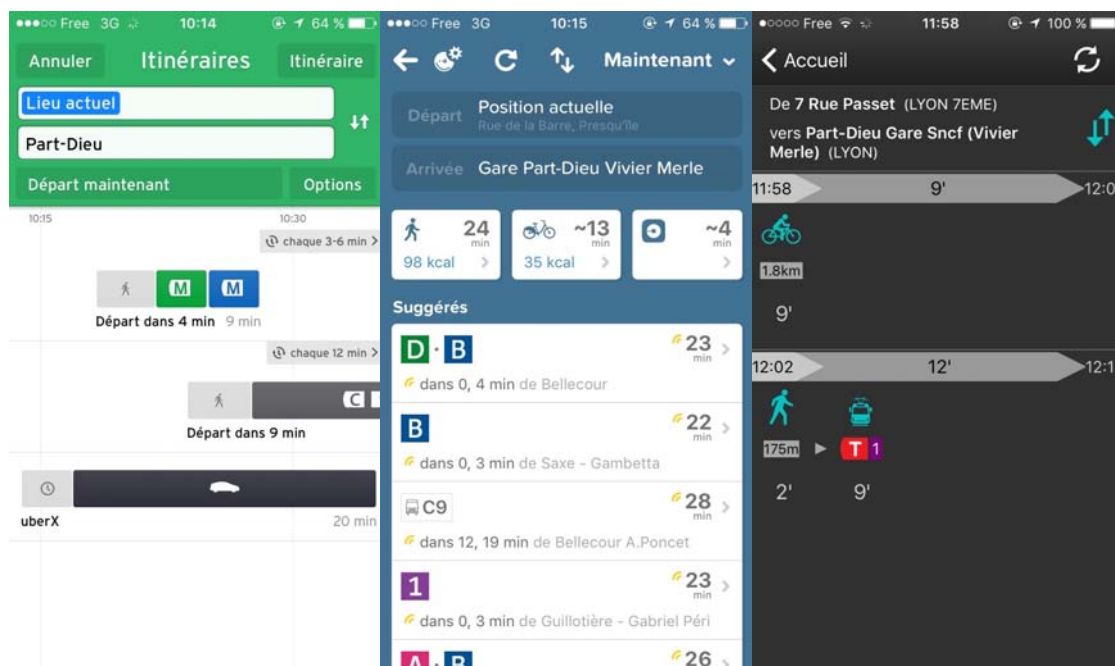 Free 3G 10:14 64 %
Annuler Itinéraires Itinéraire
Lieu actuel
Part-Dieu
Départ maintenant Options
10:15 10:30
chaque 3-6 min >
M M
Départ dans 4 min 9 min
chaque 12 min >
C
Départ dans 9 min
uberX 20 min
Free 3G 10:15 64 %
Maintenant
Départ Position actuelle
Rue de la Barre, Presqu'île
Arrivée Gare Part-Dieu Vivier Merle
24 min ~13 min ~4 min
98 kcal > 35 kcal > >
Suggérés
D · B 23 min >
dans 0, 4 min de Bellecour
B 22 min >
dans 0, 3 min de Saxe - Gambetta
C9 28 min >
dans 12, 19 min de Bellecour A.Poncet
1 23 min >
dans 0, 3 min de Guillotière - Gabriel Péri
A · B 26
Free 11:58 100 %
Accueil
De 7 Rue Passet (LYON 7EME)
vers Part-Dieu Gare Sncf (Vivier
Merle) (LYON)
11:58 9' 12:0
1.8km
9'
12:02 12' 12:1
175m T 1
2' 9'